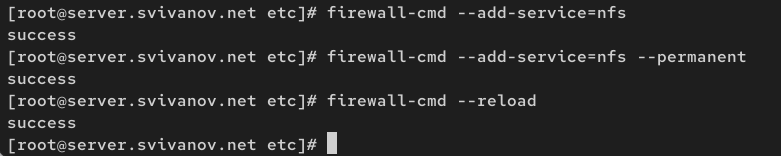 [root@server.svivanov.net etc]# firewall-cmd --add-service=nfs
success
[root@server.svivanov.net etc]# firewall-cmd --add-service=nfs --permanent
success
[root@server.svivanov.net etc]# firewall-cmd --reload
success
[root@server.svivanov.net etc]#